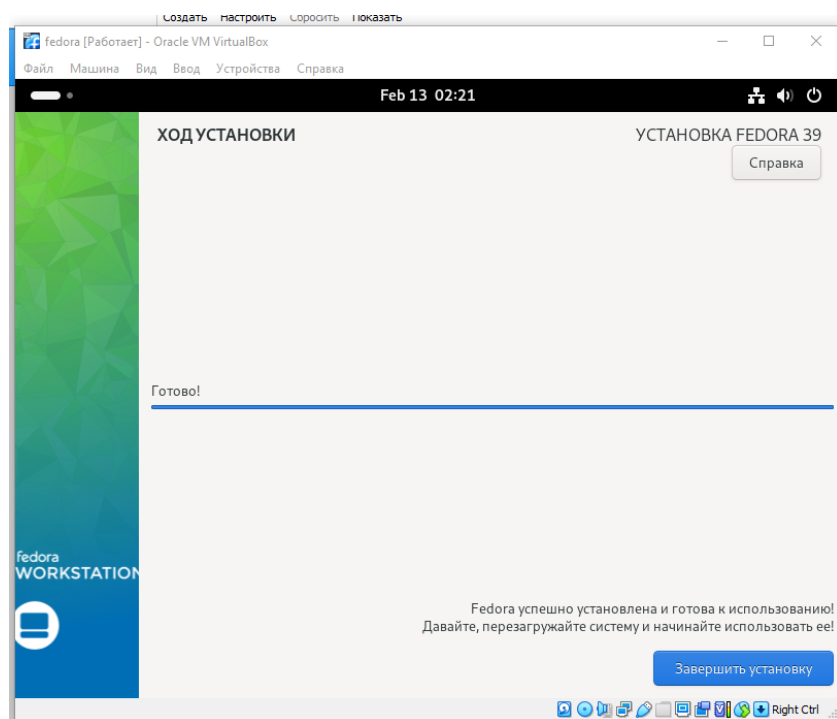 Создать Настроить Сбросить Показать
fedora [Работает] - Oracle VM VirtualBox
Файл Машина Вид Ввод Устройства Справка
Feb 13 02:21
ХОД УСТАНОВКИ
УСТАНОВКА FEDORA 39
Справка
Готово!
fedora
WORKSTATION
Fedora успешно установлена и готова к использованию!
Давайте, перезагружайте систему и начинайте использовать ее!
Завершить установку
Right Ctrl